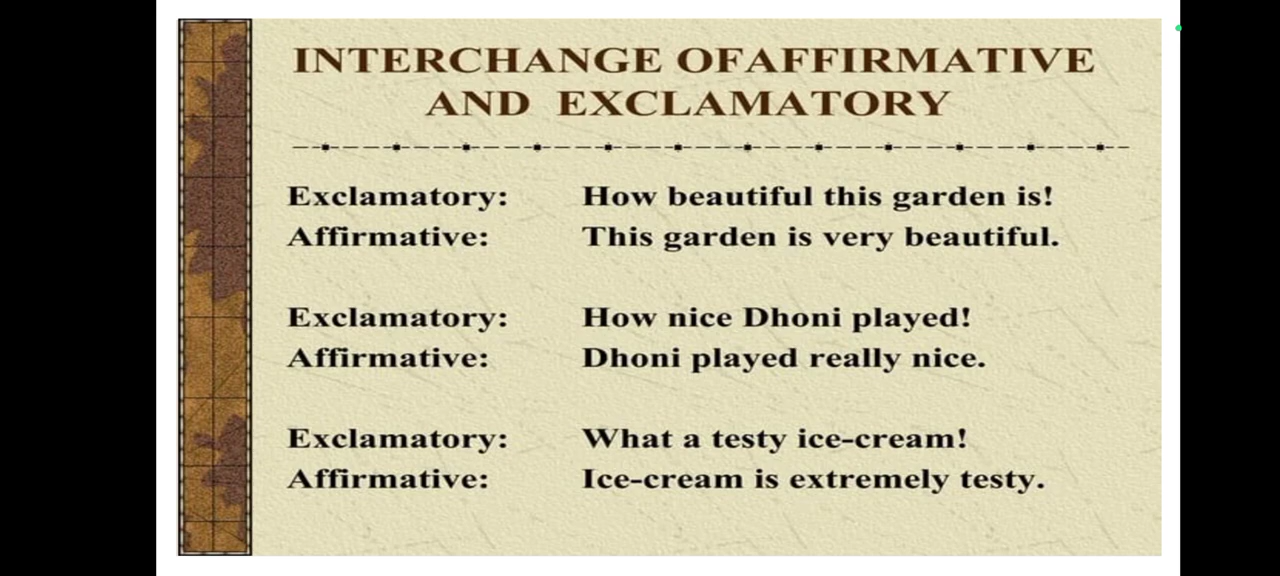 INTERCHANGE OFAFFIRMATIVE
AND EXCLAMATORY
Exclamatory: How beautiful this garden is!
Affirmative: This garden is very beautiful.
Exclamatory: How nice Dhoni played!
Affirmative: Dhoni played really nice.
Exclamatory: What a testy ice-cream!
Affirmative: Ice-cream is extremely testy.